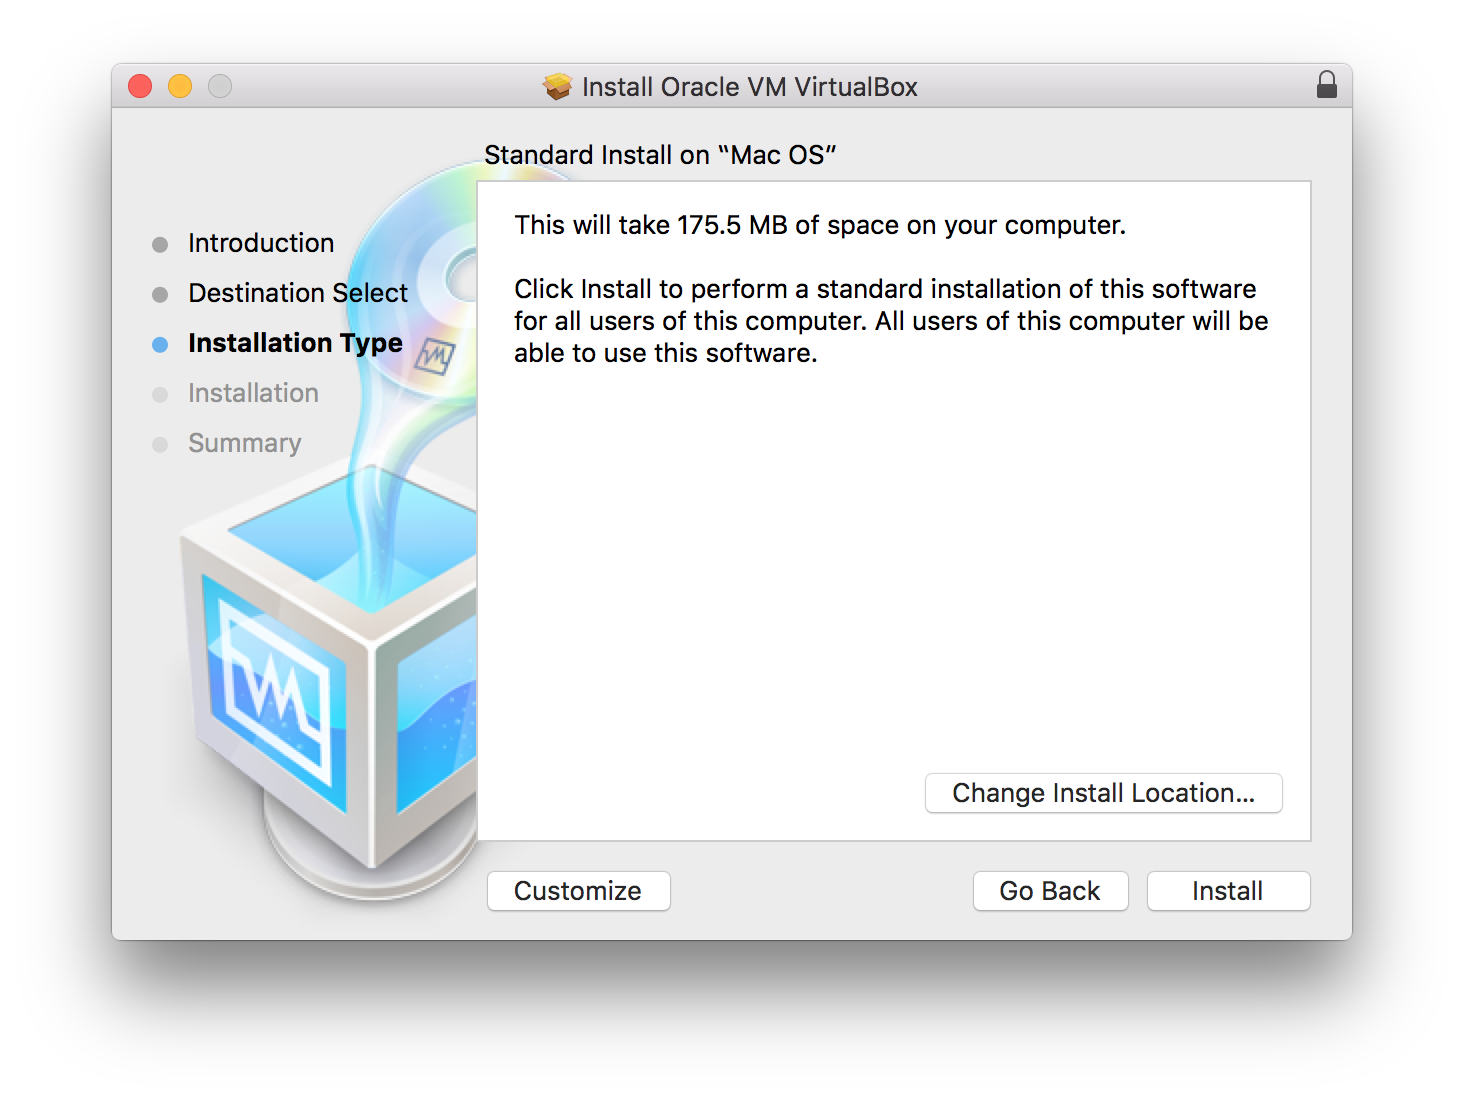 Install Oracle VM VirtualBox
Standard Install on “Mac OS”
Introduction
Destination Select
Installation Type
Installation
Summary
This will take 175.5 MB of space on your computer.
Click Install to perform a standard installation of this software
for all users of this computer. All users of this computer will be
able to use this software.
Change Install Location...
Customize
Go Back
Install